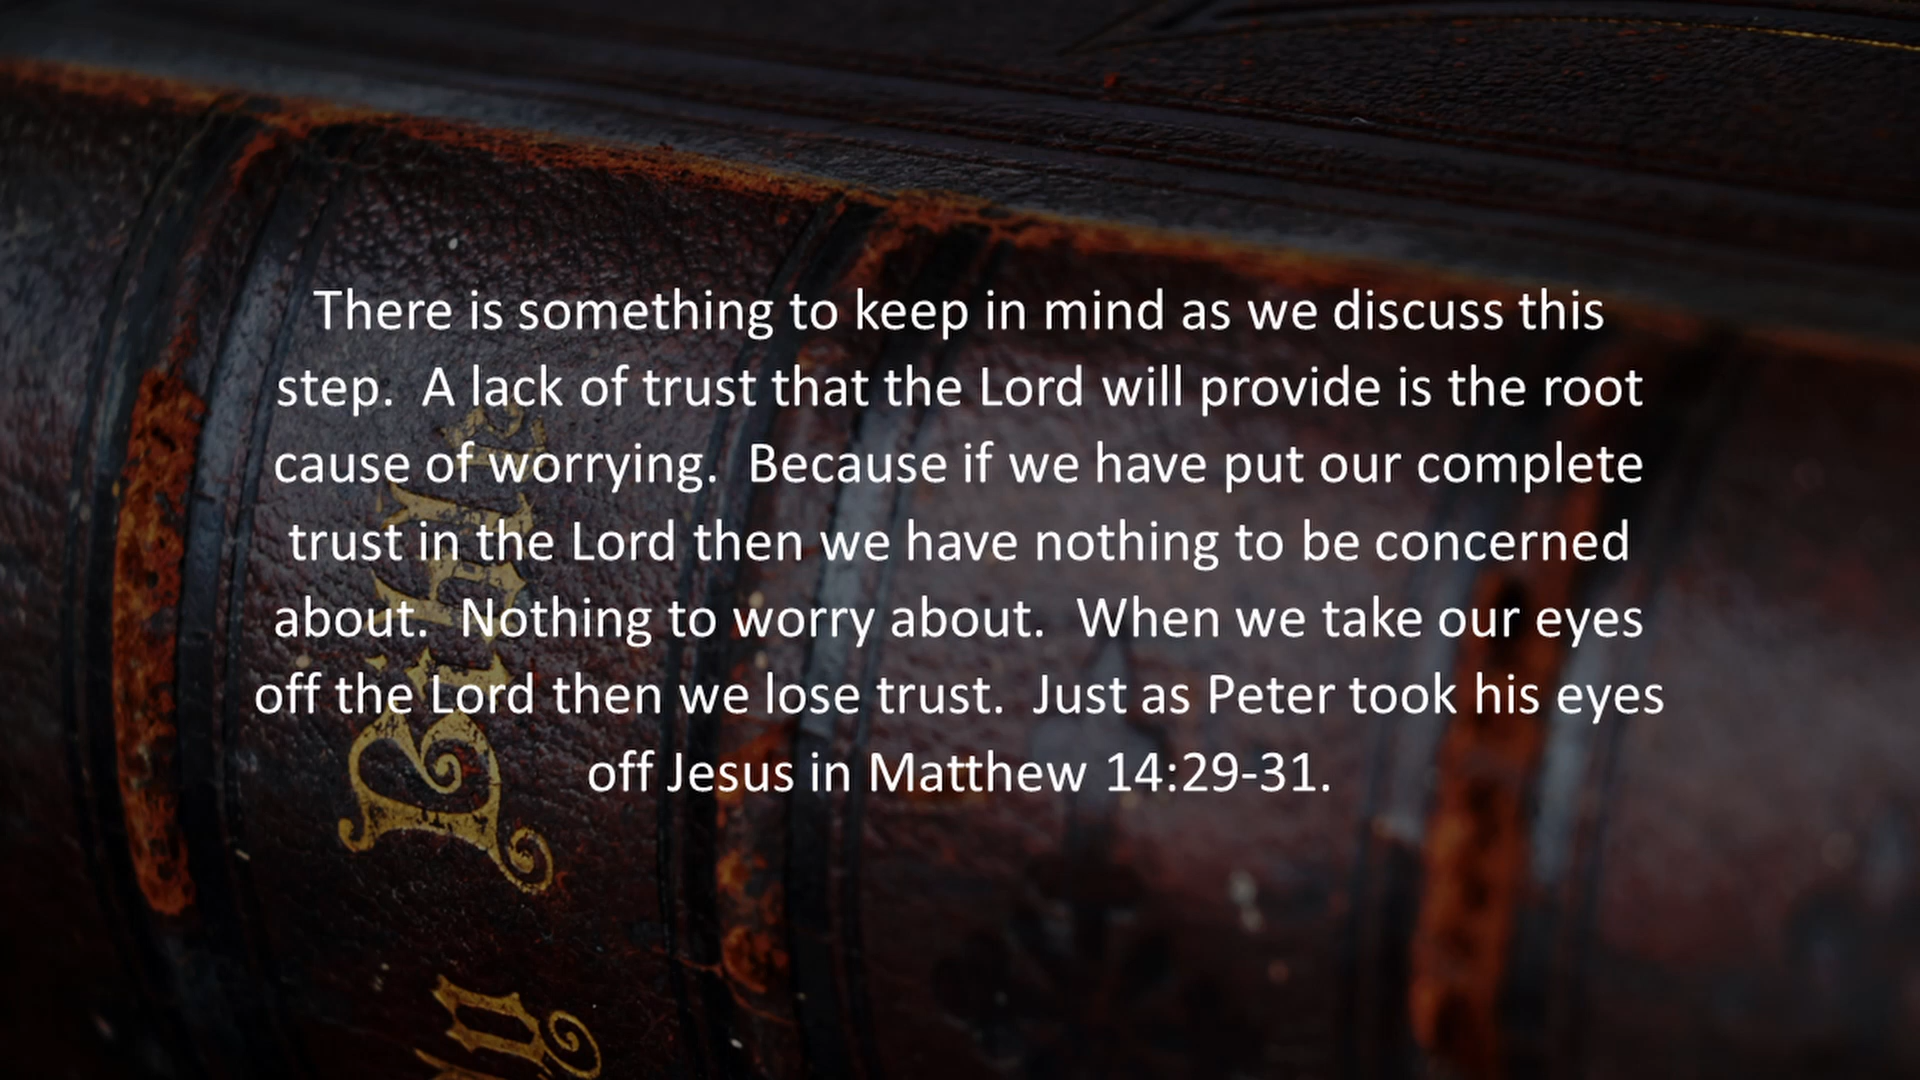 There is something to keep in mind as we discuss this
step.  A lack of trust that the Lord will provide is the root
cause of worrying.  Because if we have put our complete
trust in the Lord then we have nothing to be concerned
about.  Nothing to worry about.  When we take our eyes
off the Lord then we lose trust.  Just as Peter took his eyes
off Jesus in Matthew 14:29-31.